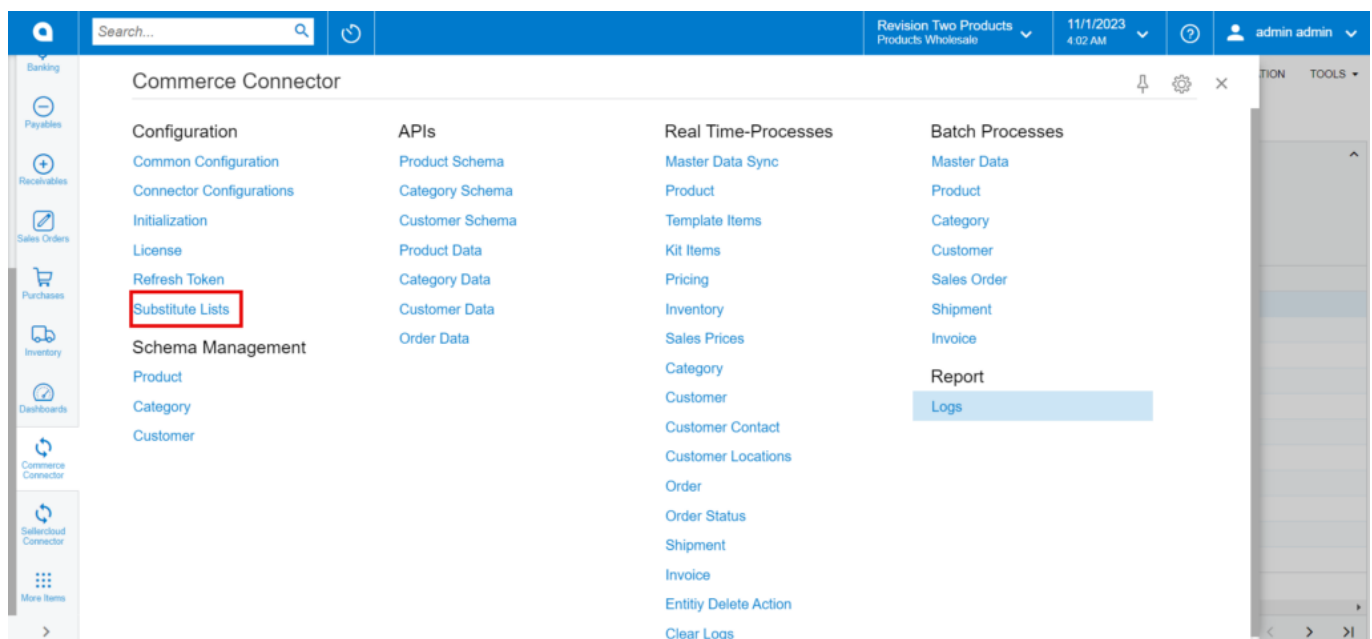 Search...
Revision Two Products
Products Wholesale
11/1/2023
4:02 AM
admin admin
Banking
Payables
Receivables
Sales Orders
Purchases
Inventory
Dashboards
Commerce
Connector
Sellercloud
Connector
More Items
TION
TOOLS
Commerce Connector
Configuration
Common Configuration
Connector Configurations
Initialization
License
Refresh Token
Substitute Lists
Schema Management
Product
Category
Customer
APIs
Product Schema
Category Schema
Customer Schema
Product Data
Category Data
Customer Data
Order Data
Real Time-Processes
Master Data Sync
Product
Template Items
Kit Items
Pricing
Inventory
Sales Prices
Category
Customer
Customer Contact
Customer Locations
Order
Order Status
Shipment
Invoice
Entitiy Delete Action
Clear Logs
Batch Processes
Master Data
Product
Category
Customer
Sales Order
Shipment
Invoice
Report
Logs